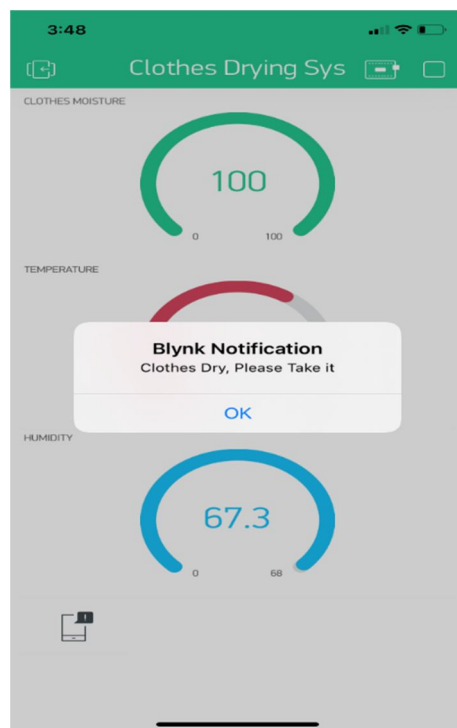 3:48
Clothes Drying Sys
CLOTHES MOISTURE
100
0 100
TEMPERATURE
Blynk Notification
Clothes Dry, Please Take it
OK
HUMIDITY
67.3
0 68